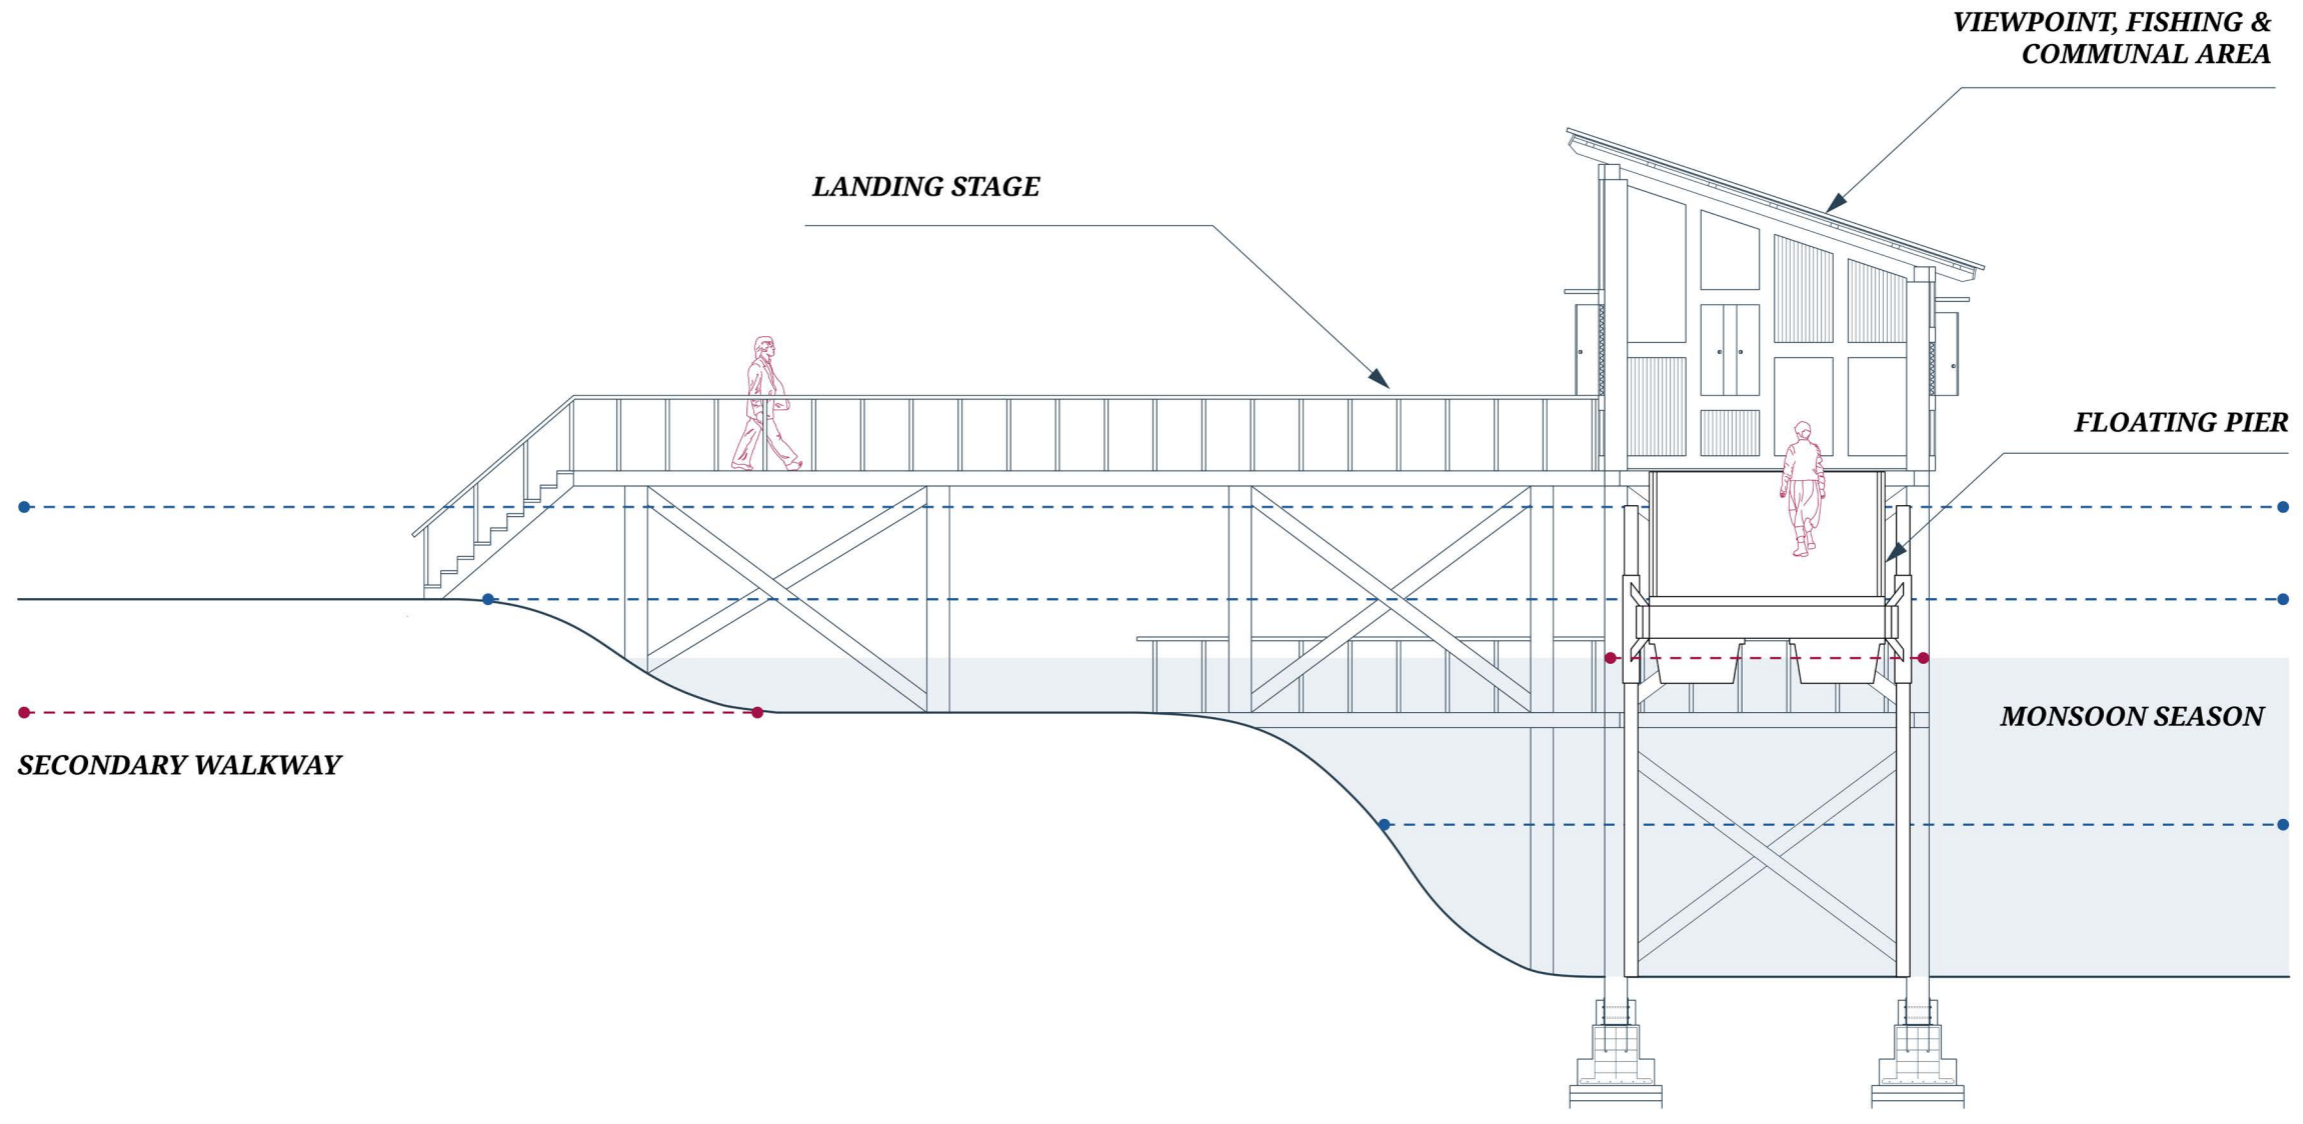 VIEWPOINT, FISHING &
COMMUNAL AREA
LANDING STAGE
FLOATING PIER
MONSOON SEASON
SECONDARY WALKWAY